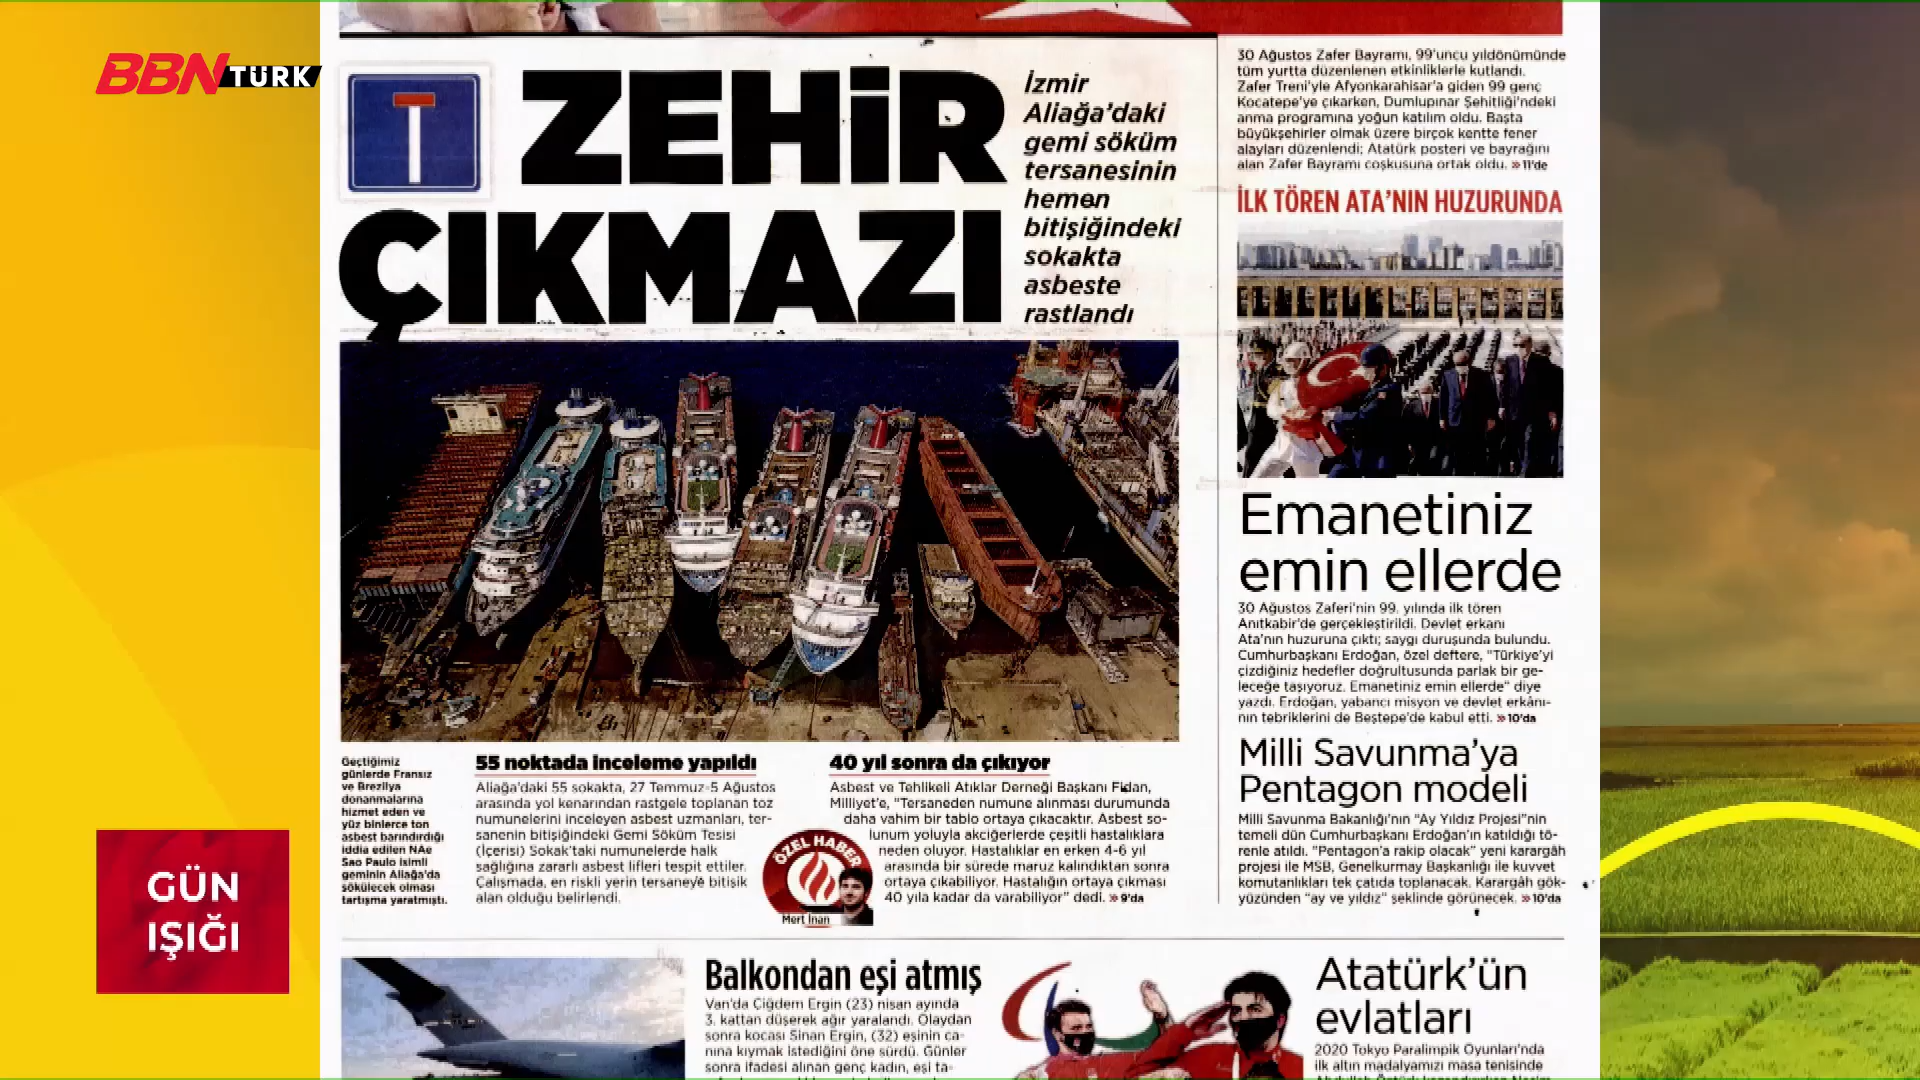 BBN TÜRK
ZEHİR
ÇIKMAZI
İzmir
Aliağa'daki
gemi söküm
tersanesinin
hemen
bitişiğindeki
sokakta
asbeste
rastlandı
Geçtiğimiz
günlerde Fransız
ve Brezilya
donanmalarına
hizmet eden ve
yüz binlerce ton
asbest barındırdığı
iddia edilen NAe
Sao Paulo isimli
geminin Aliağa'da
sökülecek olması
tartışma yaratmıştı.
55 noktada inceleme yapıldı
Aliağa'daki 55 sokakta, 27 Temmuz-5 Ağustos
arasında yol kenarından rastgele toplanan toz
numunelerini inceleyen asbest uzmanları, ter-
sanenin bitişiğindeki Gemi Söküm Tesisi
(İçerisi) Sokak'taki numunelerde halk
sağlığına zararlı asbest lifleri tespit ettiler.
Çalışmada, en riskli yerin tersaneye bitişik
alan olduğu belirlendi.
ÖZEL HABER
Mert İnan
40 yıl sonra da çıkıyor
Asbest ve Tehlikeli Atıklar Derneği Başkanı Fidan,
Milliyet'e, "Tersaneden numune alınması durumunda
daha vahim bir tablo ortaya çıkacaktır. Asbest so-
lunum yoluyla akciğerlerde çeşitli hastalıklara
neden oluyor. Hastalıklar en erken 4-6 yıl
arasında bir sürede maruz kalındıktan sonra
ortaya çıkabiliyor. Hastalığın ortaya çıkması
40 yıla kadar da varabiliyor" dedi. » 9'da
30 Ağustos Zafer Bayramı, 99'uncu yıldönümünde
tüm yurtta düzenlenen etkinliklerle kutlandı.
Zafer Treni'yle Afyonkarahisar'a giden 99 genç
Kocatepe'ye çıkarken, Dumlupınar Şehitliği'ndeki
anma programına yoğun katılım oldu. Başta
büyükşehirler olmak üzere birçok kentte fener
alayları düzenlendi; Atatürk posteri ve bayrağını
alan Zafer Bayramı coşkusuna ortak oldu. » 11'de
İLK TÖREN ATA'NIN HUZURUNDA
Emanetiniz
emin ellerde
30 Ağustos Zaferi'nin 99. yılında ilk tören
Anıtkabir'de gerçekleştirildi. Devlet erkanı
Ata'nın huzuruna çıktı; saygı duruşunda bulundu.
Cumhurbaşkanı Erdoğan, özel deftere, "Türkiye'yi
çizdiğiniz hedefler doğrultusunda parlak bir ge-
leceğe taşıyoruz. Emanetiniz emin ellerde" diye
yazdı. Erdoğan, yabancı misyon ve devlet erkânı-
nın tebriklerini de Beştepe'de kabul etti. » 10'da
Milli Savunma'ya
Pentagon modeli
Milli Savunma Bakanlığı'nın "Ay Yıldız Projesi"nin
temeli dün Cumhurbaşkanı Erdoğan'ın katıldığı tö-
renle atıldı. "Pentagon'a rakip olacak" yeni karargâh
projesi ile MSB, Genelkurmay Başkanlığı ile kuvvet
komutanlıkları tek çatıda toplanacak. Karargâh gök-
yüzünden "ay ve yıldız" şeklinde görünecek. » 10'da
Balkondan eşi atmış
Van'da Çiğdem Ergin (23) nisan ayında
3. kattan düşerek ağır yaralandı. Olaydan
sonra kocası Sinan Ergin, (32) eşinin ca-
nına kıymak istediğini öne sürdü. Günler
sonra ifadesi alınan genç kadın, eşi ta-
Atatürk'ün
evlatları
2020 Tokyo Paralimpik Oyunları'nda
ilk altın madalyamızı masa tenisinde
GÜN
IŞIĞI